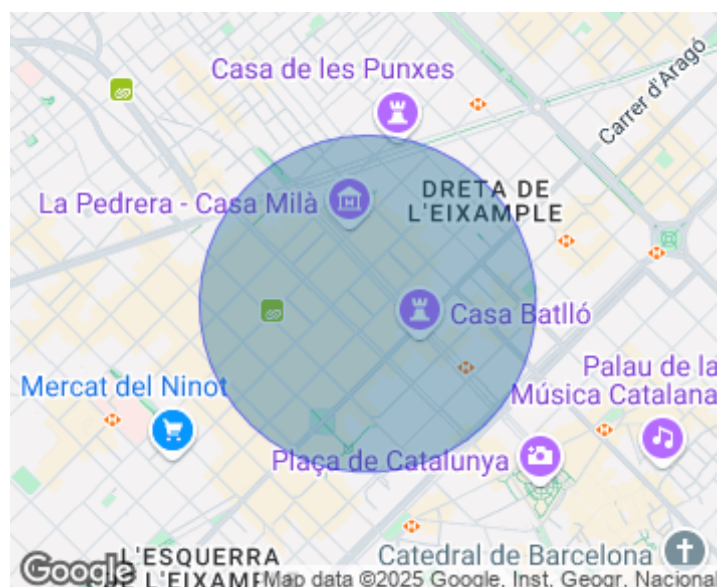 Casa de les Punxes
Carrer d'Aragó
La Pedrera - Casa Milà
DRETA DE
L'EIXAMPLE
Casa Batlló
Mercat del Ninot
Palau de la
Música Catalana
Plaça de Catalunya
L'ESQUERRA
DE L'EIXAMPLE
Catedral de Barcelona
Google
Map data ©2025 Google, Inst. Geogr. Nacional